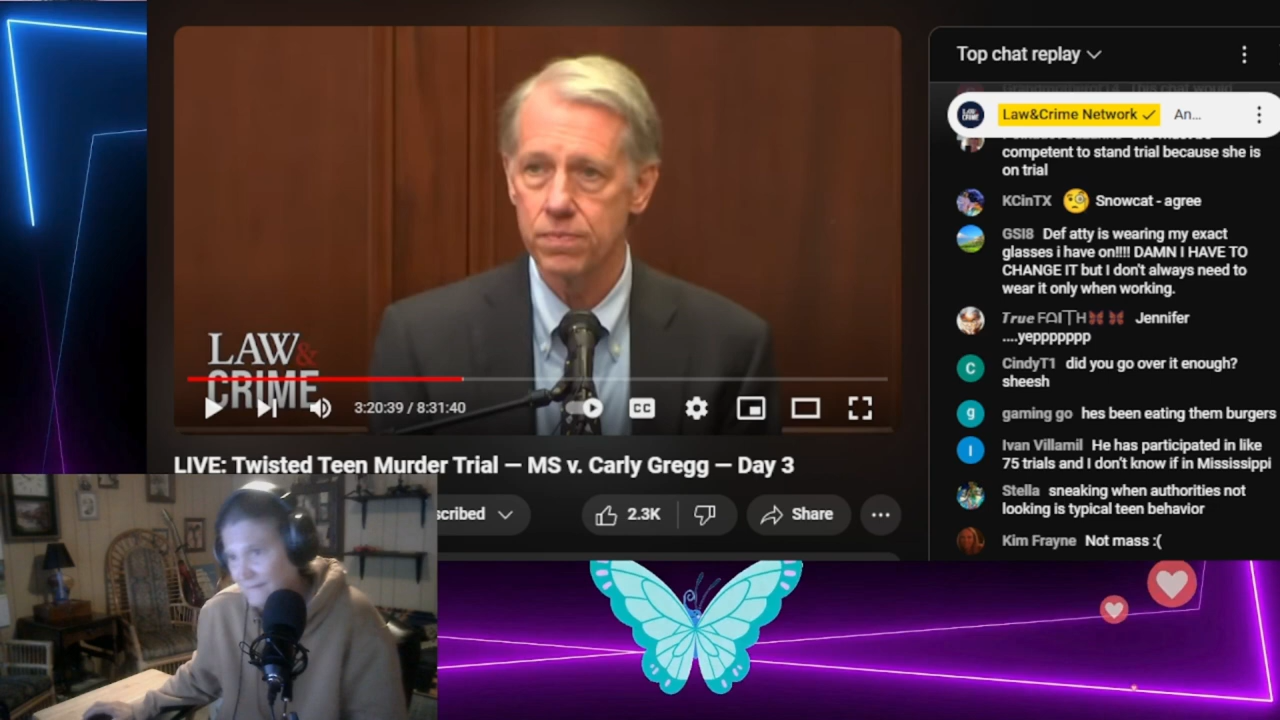 Top chat replay
Law&Crime Network An...
competent to stand trial because she is
on trial
KCinTX Snowcat - agree
GSI8 Def atty is wearing my exact
glasses i have on!!!! DAMN I HAVE TO
CHANGE IT but I don't always need to
wear it only when working.
True FAITH Jennifer
....yeppppppp
CindyT1 did you go over it enough?
sheesh
gaming go hes been eating them burgers
Ivan Villamil He has participated in like
75 trials and I don't know if in Mississippi
Stella sneaking when authorities not
looking is typical teen behavior
Kim Frayne Not mass :(
LAW&
CRIME
3:20:39 / 8:31:40
CC
LIVE: Twisted Teen Murder Trial — MS v. Carly Gregg — Day 3
scribed 2.3K Share